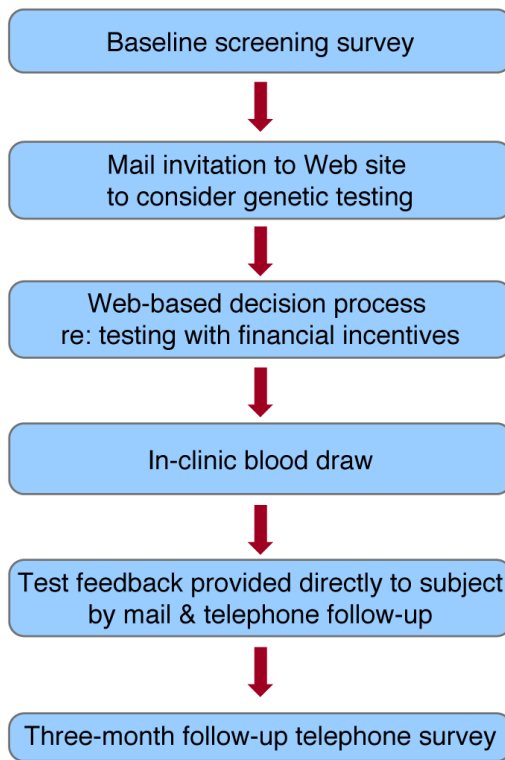 Baseline screening survey
Mail invitation to Web site
to consider genetic testing
Web-based decision process
re: testing with financial incentives
In-clinic blood draw
Test feedback provided directly to subject
by mail & telephone follow-up
Three-month follow-up telephone survey